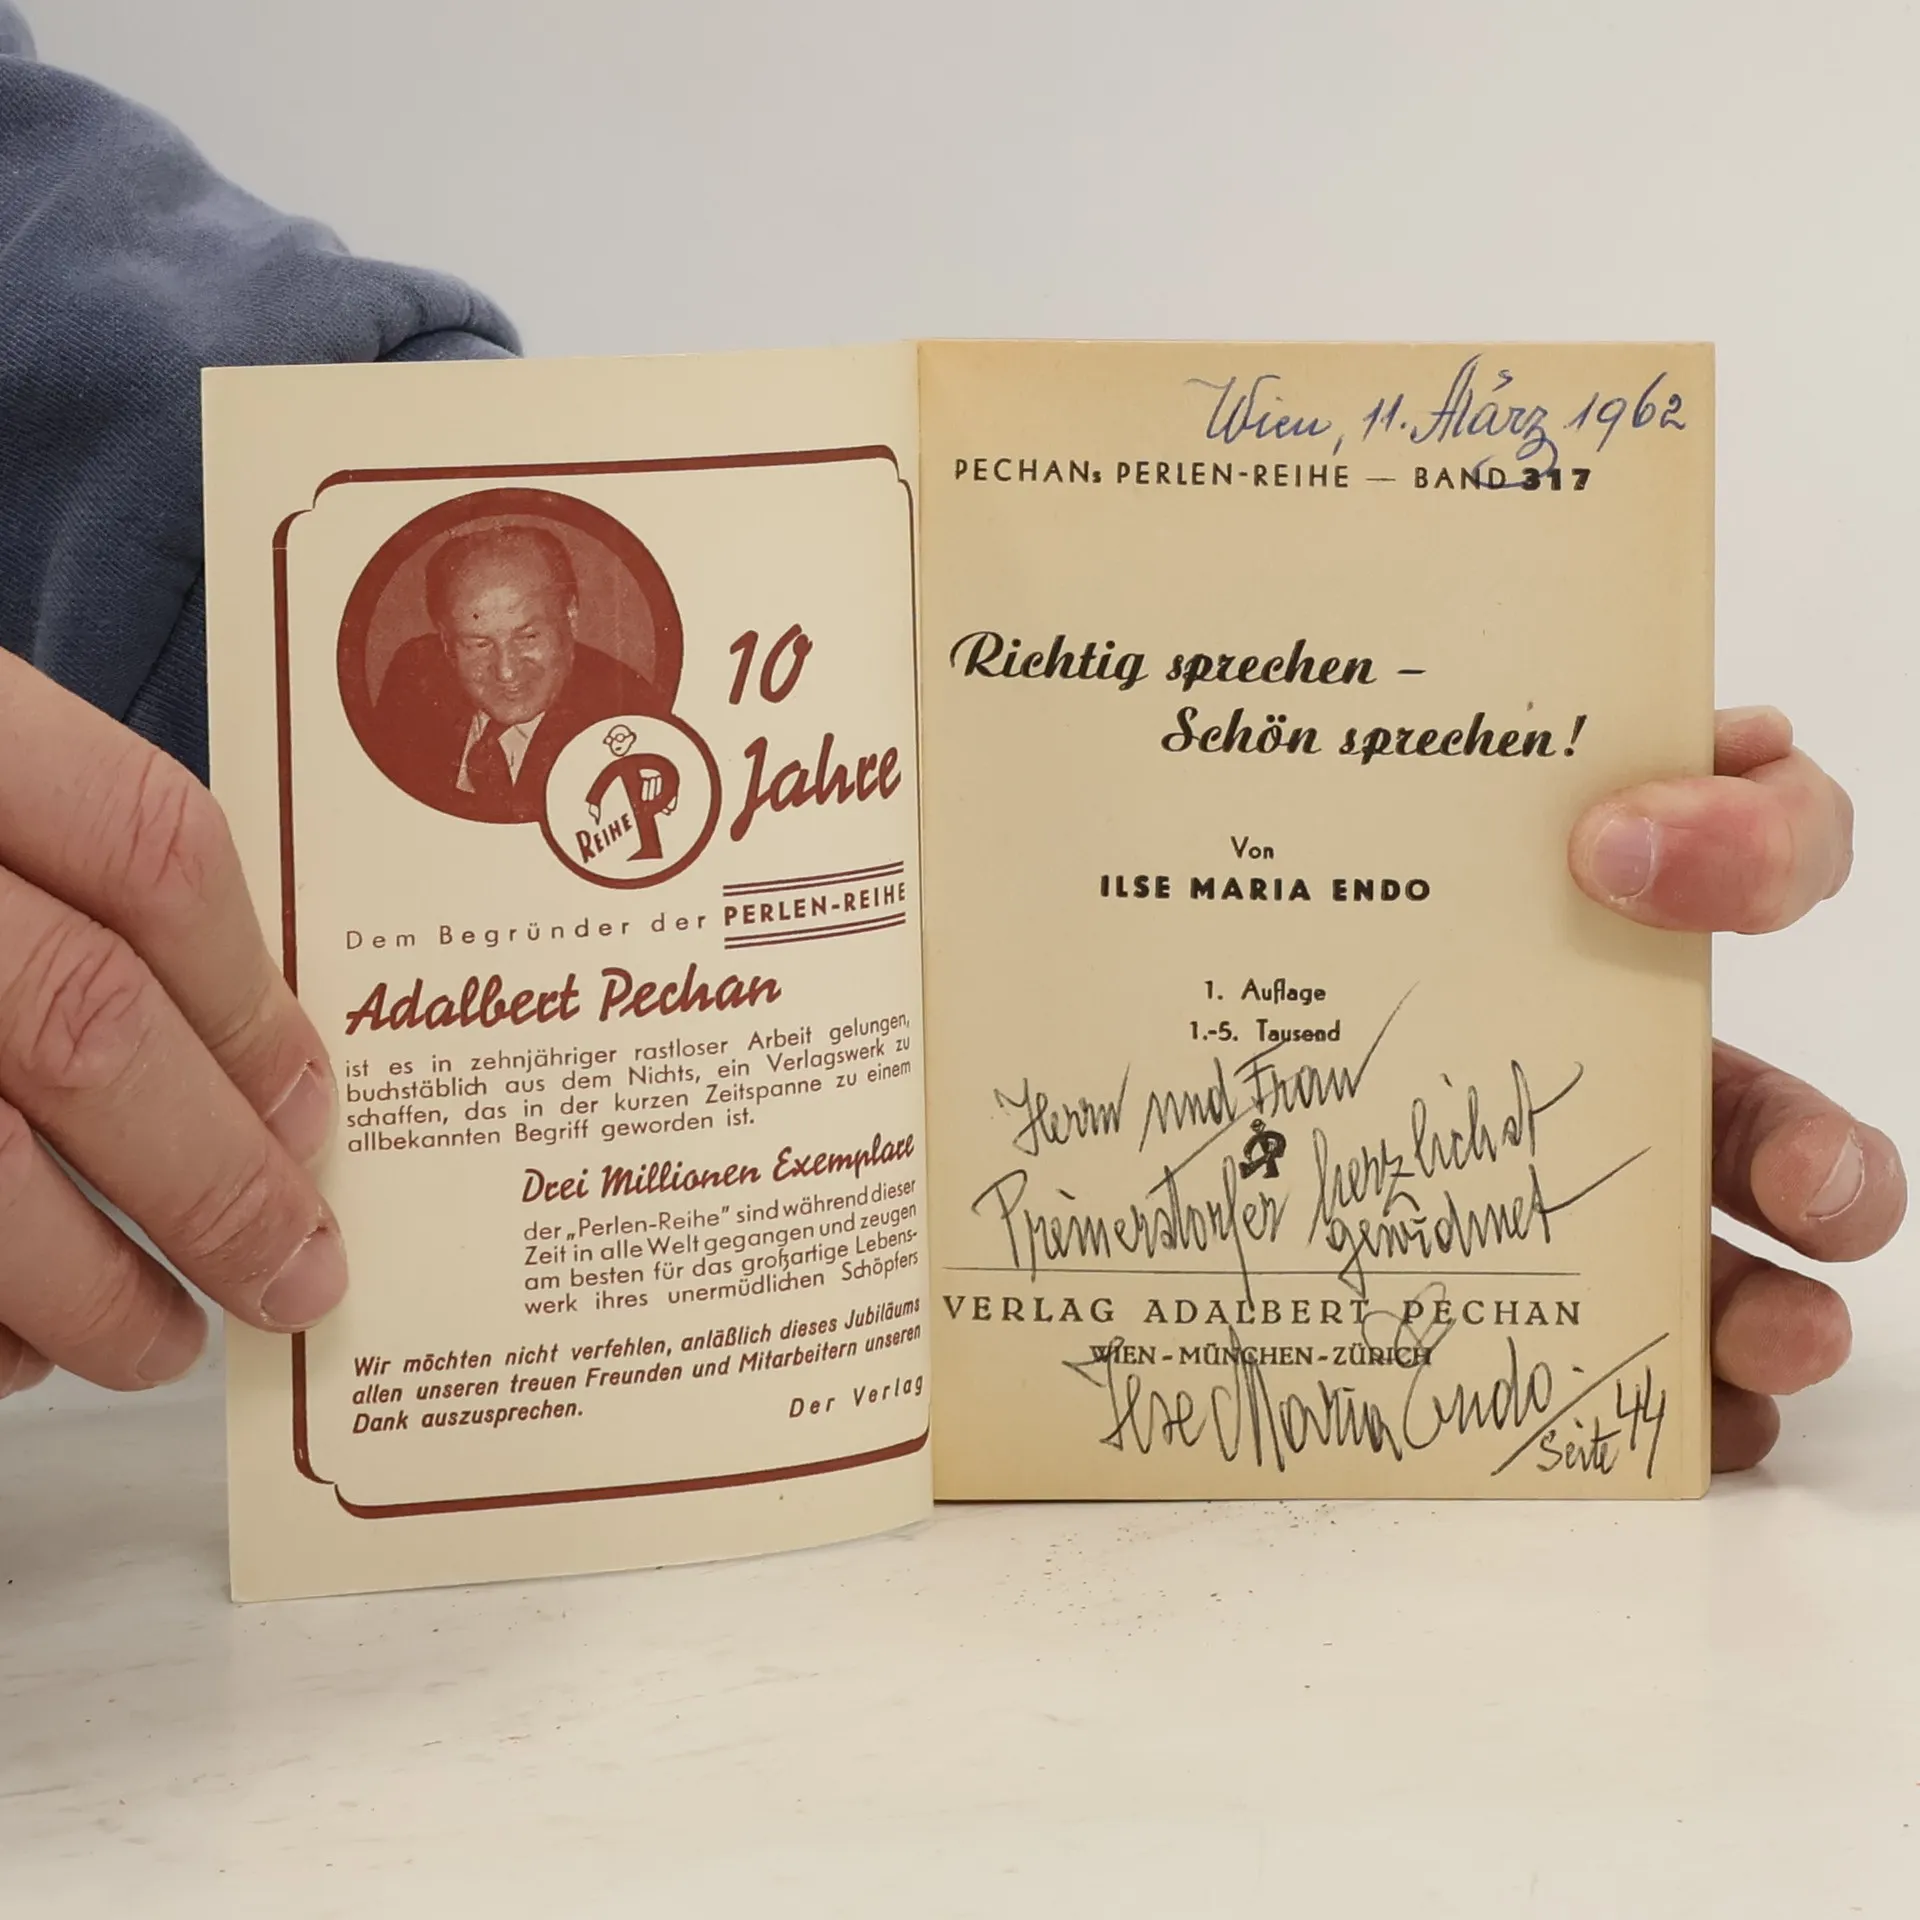 10
Jahre
REIHE
Dem Begründer der PERLEN-REIHE
Adalbert Pechan
ist es in zehnjähriger rastloser Arbeit gelungen,
buchstäblich aus dem Nichts, ein Verlagswerk zu
schaffen, das in der kurzen Zeitspanne zu einem
allbekannten Begriff geworden ist.
Drei Millionen Exemplare
der „Perlen-Reihe" sind während dieser
Zeit in alle Welt gegangen und zeugen
am besten für das großartige Lebens-
werk ihres unermüdlichen Schöpfers
Wir möchten nicht verfehlen, anläßlich dieses Jubiläums
allen unseren treuen Freunden und Mitarbeitern unseren
Dank auszusprechen.
Der Verlag
Wien, 11. März 1962
PECHANs PERLEN-REIHE — BAND 317
Richtig sprechen –
Schön sprechen!
Von
ILSE MARIA ENDO
1. Auflage
1.-5. Tausend
Herrn und Frau
Preimerstorfer herzlichst
gewidmet
VERLAG ADALBERT PECHAN
WIEN - MÜNCHEN - ZÜRICH
Ilse Maria Endo.
Seite 44